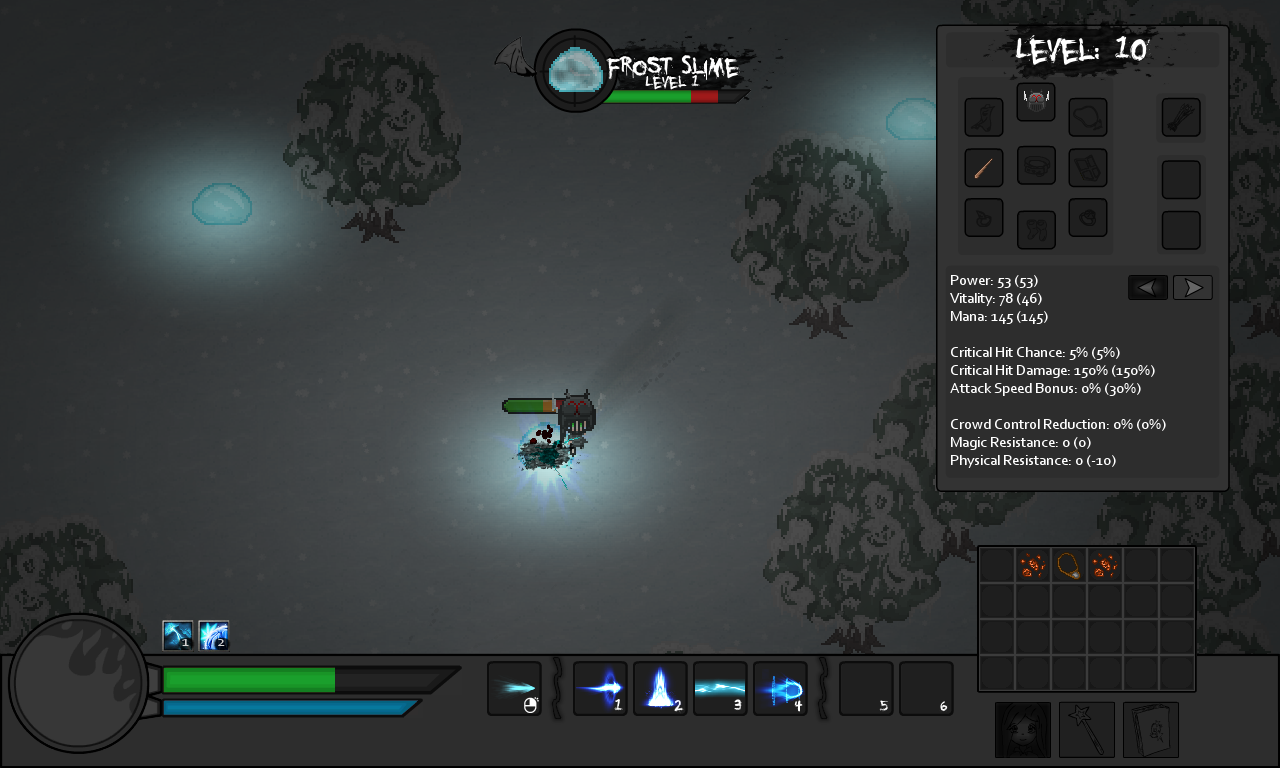 FROST SLIME
LEVEL 1
LEVEL: 10
Power: 53 (53)
Vitality: 78 (46)
Mana: 145 (145)
Critical Hit Chance: 5% (5%)
Critical Hit Damage: 150% (150%)
Attack Speed Bonus: 0% (30%)
Crowd Control Reduction: 0% (0%)
Magic Resistance: 0 (0)
Physical Resistance: 0 (-10)
1 2
1 2 3 4 5 6